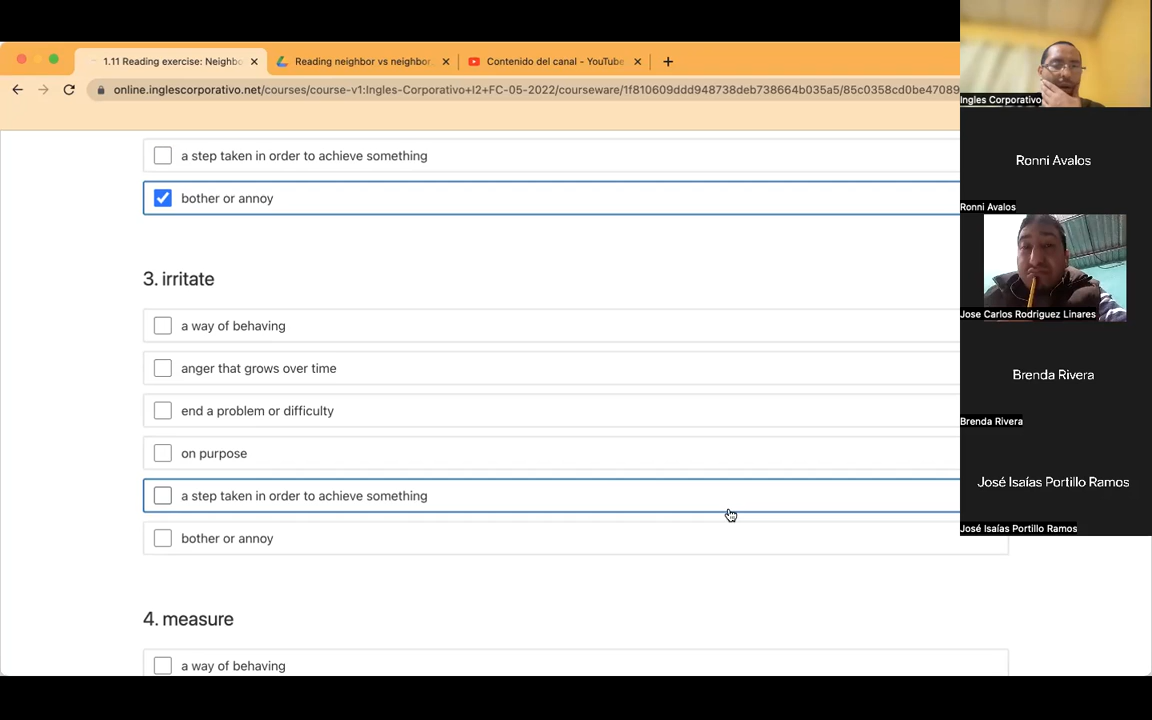 1.11 Reading exercise: Neighbo
Reading neighbor vs neighbor
Contenido del canal - YouTube
online.inglescorporativo.net/courses/course-v1:Ingles-Corporativo+I2+FC-05-2022/courseware/1f810609ddd948738deb738664b035a5/85c0358cd0be47089
a step taken in order to achieve something
bother or annoy
3. irritate
a way of behaving
anger that grows over time
end a problem or difficulty
on purpose
a step taken in order to achieve something
bother or annoy
4. measure
a way of behaving
Ingles Corporativo
Ronni Avalos
Ronni Avalos
Jose Carlos Rodriguez Linares
Brenda Rivera
Brenda Rivera
José Isaías Portillo Ramos
José Isaías Portillo Ramos